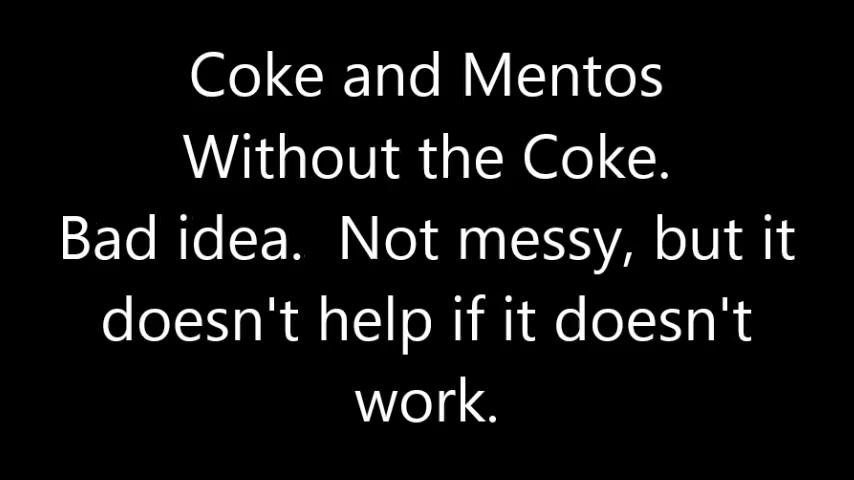 Coke and Mentos
Without the Coke.
Bad idea.  Not messy, but it
doesn't help if it doesn't
work.